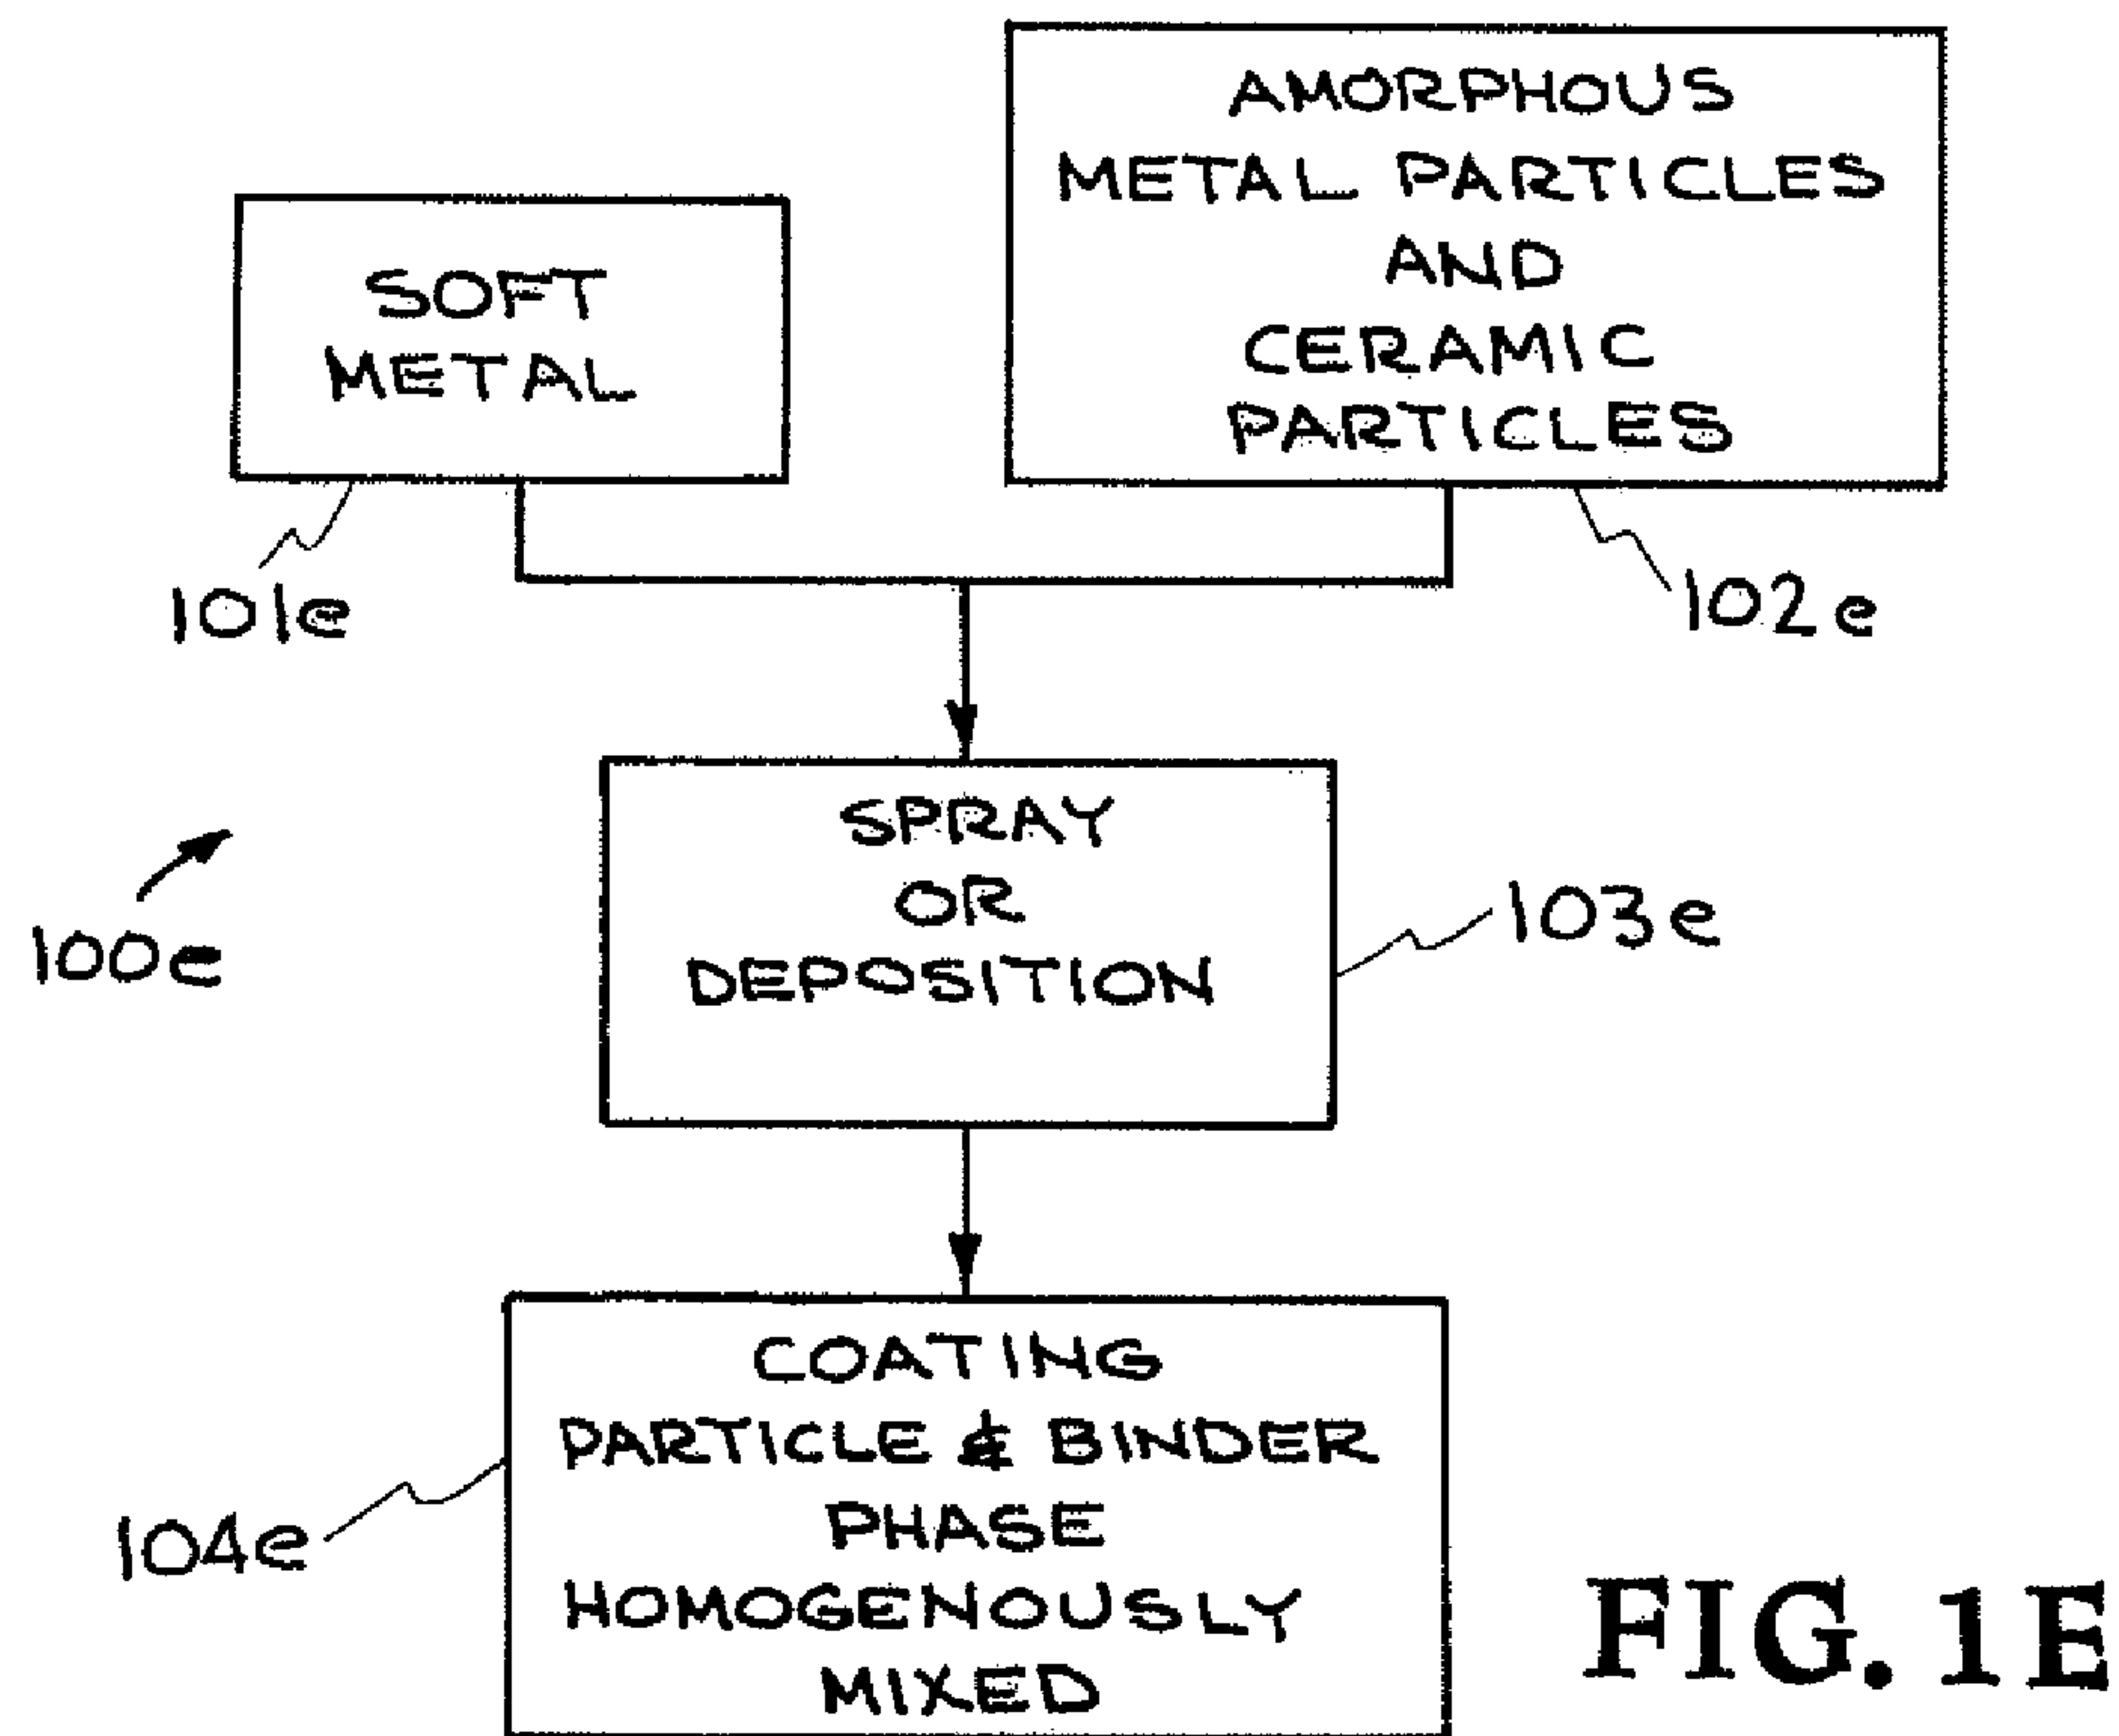 AMORPHOUS
METAL PARTICLES
AND
CERAMIC
PARTICLES
SOFT
METAL
101e
102e
SPRAY
OR
DEPOSITION
103e
100e
COATING
PARTICLE & BINDER
PHASE
HOMOGENOUSLY
MIXED
104e
FIG. 1E